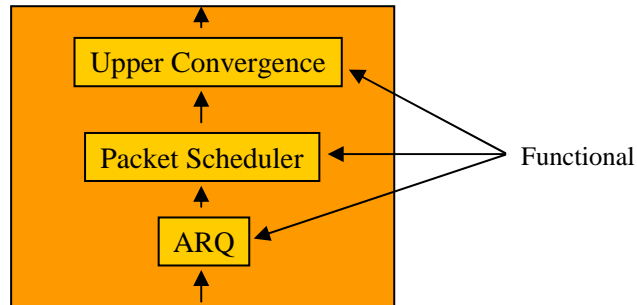 Upper Convergence
Packet Scheduler
Functional
ARQ